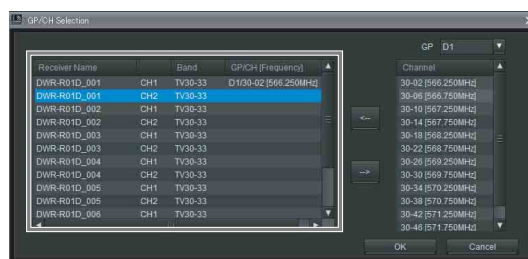 GP/CH Selection
GP D1
Receiver Name Band GP/CH [Frequency]
DWR-R01D_001 CH1 TV30-33 D1/30-02 [566.250MHz]
DWR-R01D_001 CH2 TV30-33
DWR-R01D_002 CH1 TV30-33
DWR-R01D_002 CH2 TV30-33
DWR-R01D_003 CH1 TV30-33
DWR-R01D_003 CH2 TV30-33
DWR-R01D_004 CH1 TV30-33
DWR-R01D_004 CH2 TV30-33
DWR-R01D_005 CH1 TV30-33
DWR-R01D_005 CH2 TV30-33
DWR-R01D_006 CH1 TV30-33
<--
-->
Channel
30-02 [566.250MHz]
30-06 [566.750MHz]
30-10 [567.250MHz]
30-14 [567.750MHz]
30-18 [568.250MHz]
30-22 [568.750MHz]
30-26 [569.250MHz]
30-30 [569.750MHz]
30-34 [570.250MHz]
30-38 [570.750MHz]
30-42 [571.250MHz]
30-46 [571.750MHz]
OK Cancel